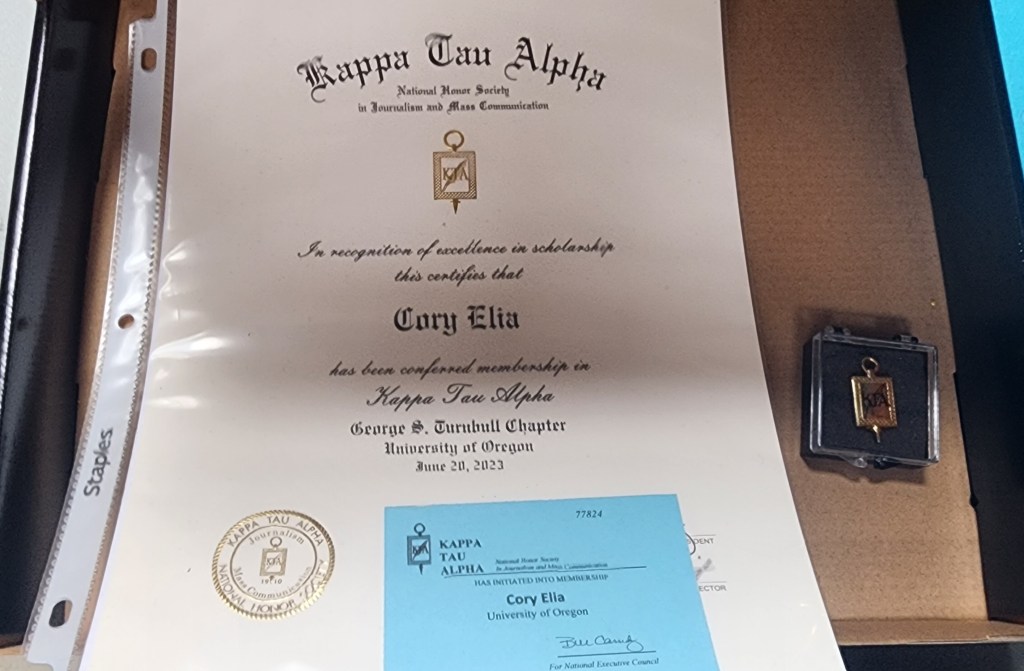 Kappa Tau Alpha
National Honor Society
in Journalism and Mass Communication
KTA
In recognition of excellence in scholarship
this certifies that
Cory Elia
has been conferred membership in
Kappa Tau Alpha
George S. Turnbull Chapter
University of Oregon
June 20, 2023
Staples
KTA
KAPPA TAU ALPHA
Journalism
KTA
1910
Mass Communication
NATIONAL HONOR
77824
KTA
KAPPA
TAU
ALPHA
National Honor Society
In Journalism and Mass Communication
HAS INITIATED INTO MEMBERSHIP
Cory Elia
University of Oregon
For National Executive Council